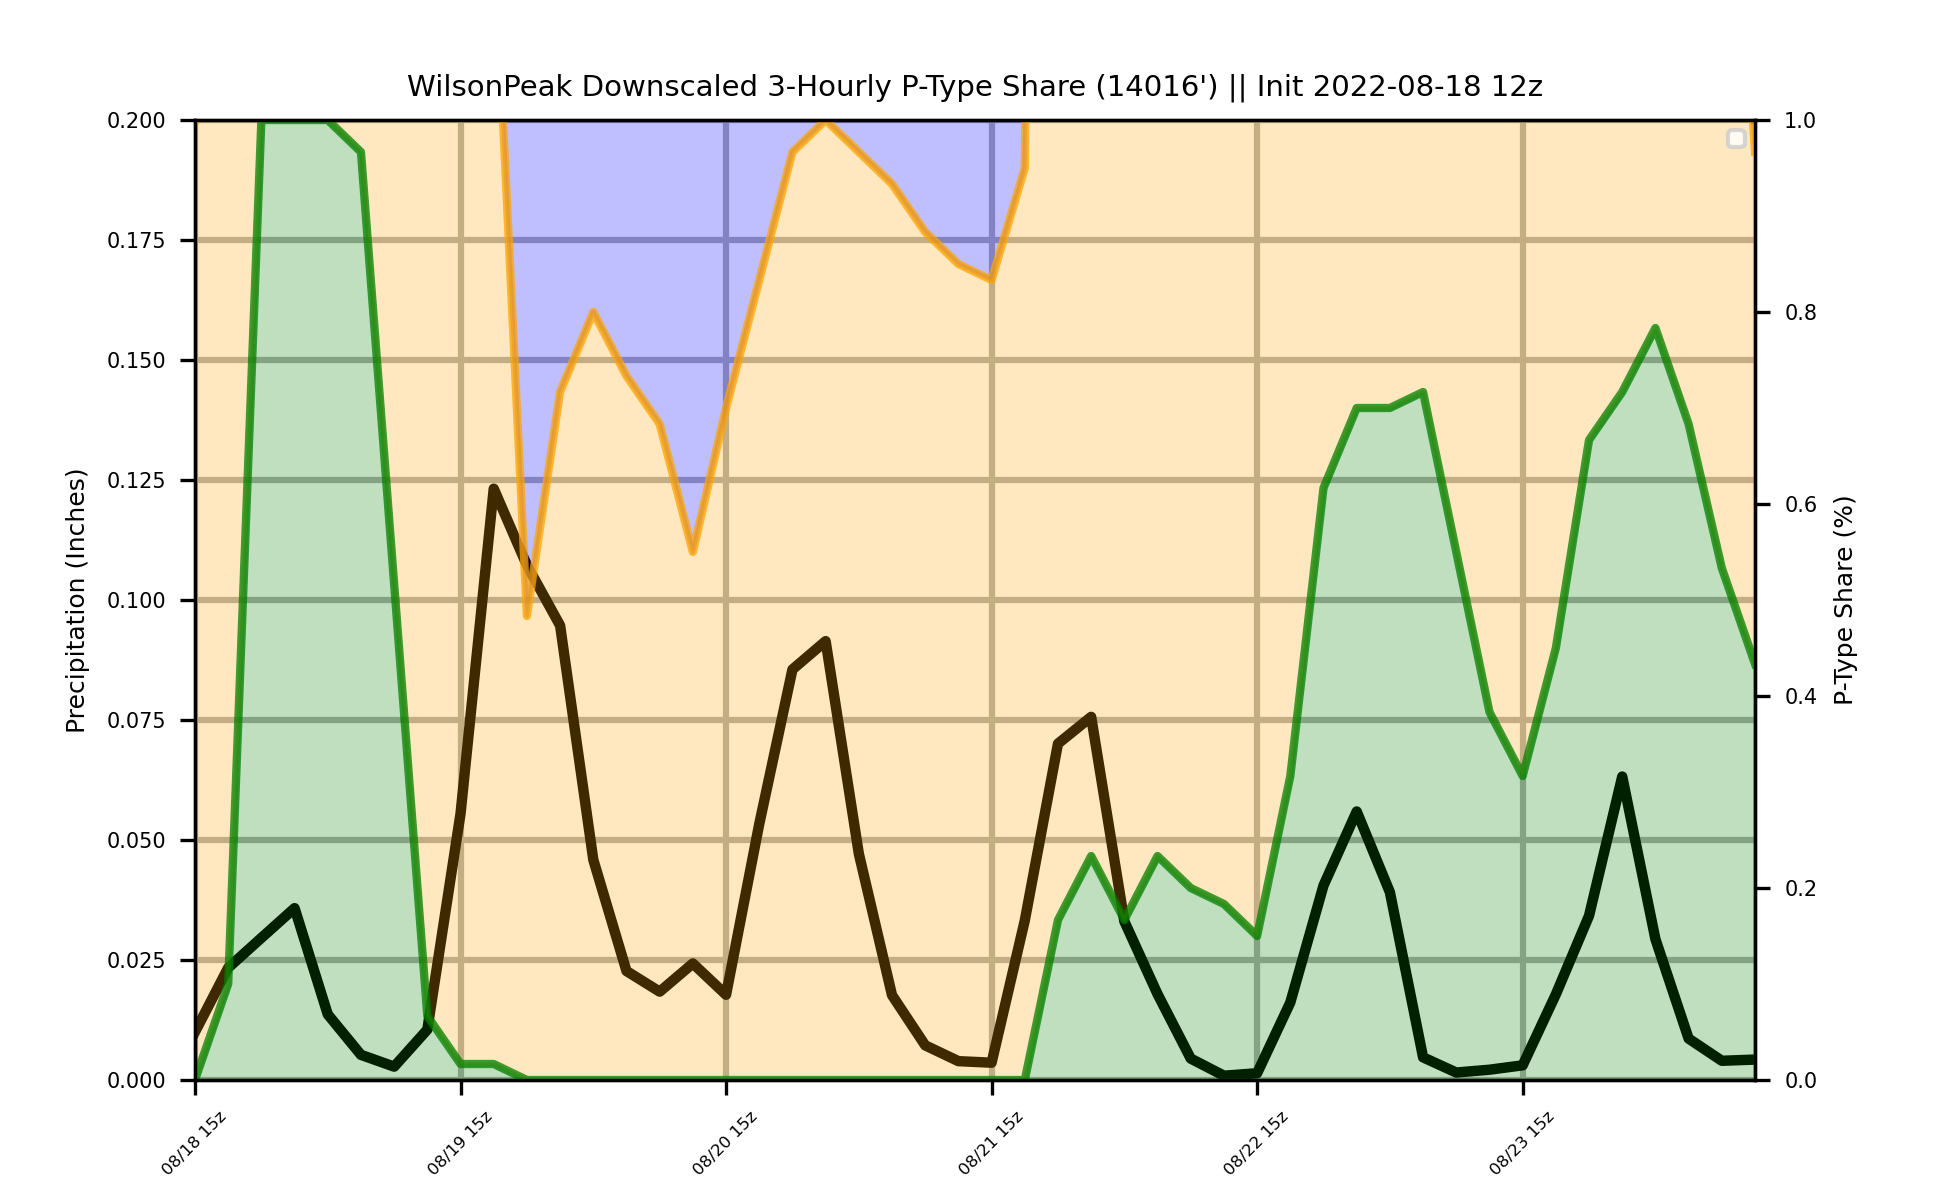 WilsonPeak Downscaled 3-Hourly P-Type Share (14016') || Init 2022-08-18 12z
0.200
0.175
0.150
0.125
0.100
0.075
0.050
0.025
0.000
Precipitation (Inches)
1.0
0.8
0.6
0.4
0.2
0.0
P-Type Share (%)
08/18 15z
08/19 15z
08/20 15z
08/21 15z
08/22 15z
08/23 15z